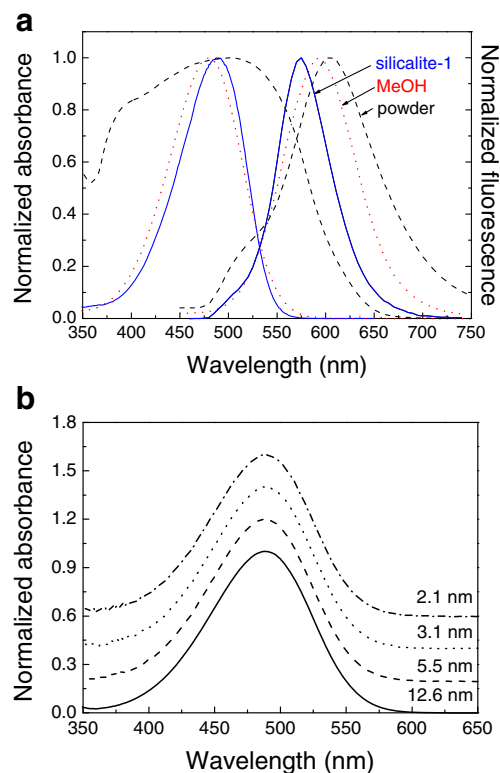 a
Normalized absorbance
1.0
0.8
0.6
0.4
0.2
0.0
silicalite-1
MeOH
powder
Normalized fluorescence
350 400 450 500 550 600 650 700 750
Wavelength (nm)
b
Normalized absorbance
1.8
1.5
1.2
0.9
0.6
0.3
0.0
2.1 nm
3.1 nm
5.5 nm
12.6 nm
350 400 450 500 550 600 650
Wavelength (nm)